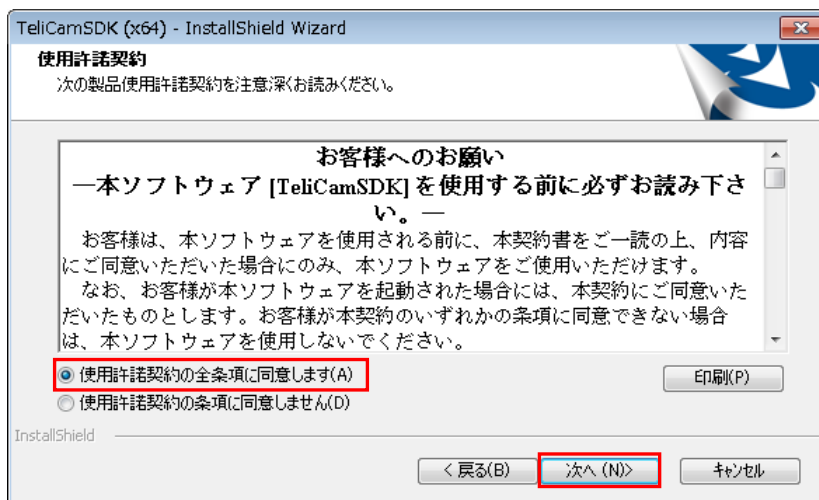 TeliCamSDK (x64) - InstallShield Wizard
使用許諾契約
次の製品使用許諾契約を注意深くお読みください。
お客様へのお願い
―本ソフトウェア [TeliCamSDK] を使用する前に必ずお読み下さ
い。―
お客様は、本ソフトウェアを使用される前に、本契約書をご一読の上、内容
にご同意いただいた場合にのみ、本ソフトウェアをご使用いただけます。
なお、お客様が本ソフトウェアを起動された場合には、本契約にご同意いた
だいたものとします。お客様が本契約のいずれかの条項に同意できない場合
は、本ソフトウェアを使用しないでください。
使用許諾契約の全条項に同意します(A)
印刷(P)
使用許諾契約の条項に同意しません(D)
InstallShield
< 戻る(B)
次へ (N)>
キャンセル